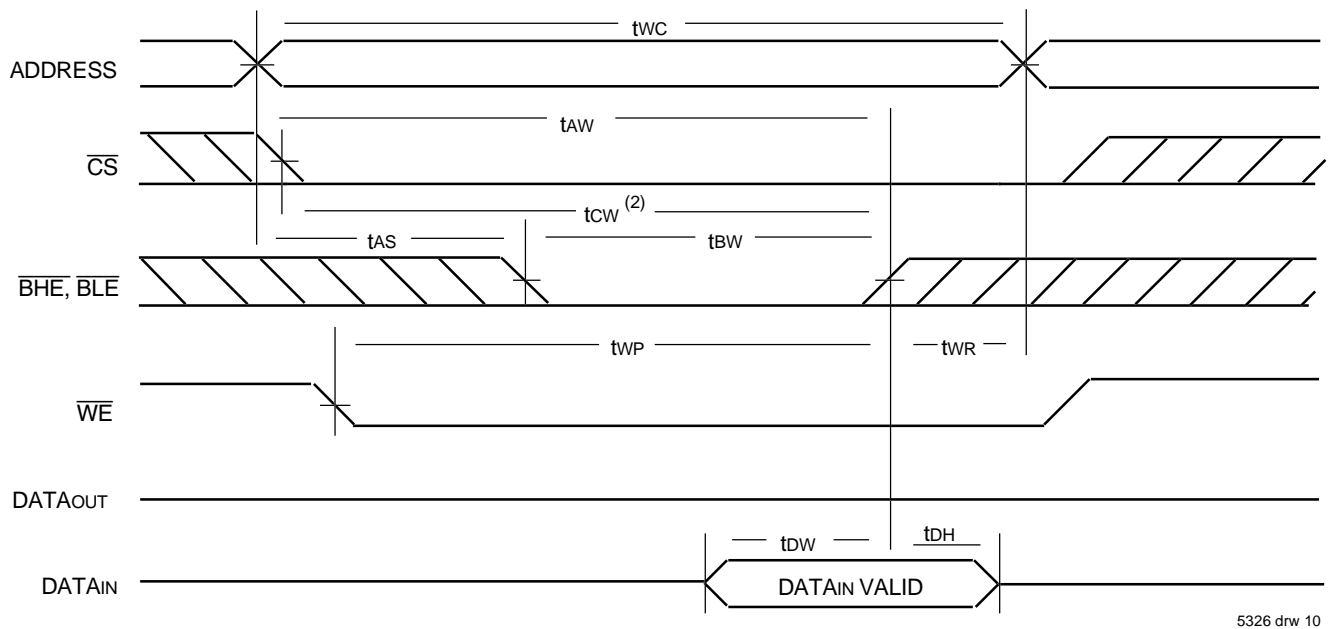 tWC
ADDRESS
tAW
CS
tCW (2)
tAS
tBW
BHE, BLE
tWP
tWR
WE
DATAOUT
tDW
tDH
DATAIN
DATAIN VALID
5326 drw 10